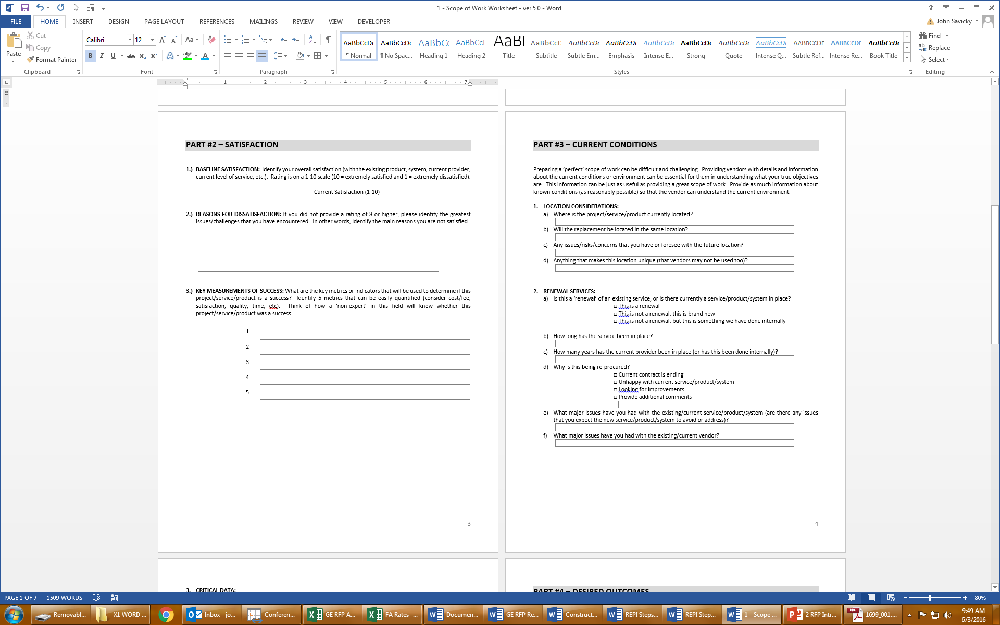 1 - Scope of Work Worksheet - ver 5 0 - Word
FILE HOME INSERT DESIGN PAGE LAYOUT REFERENCES MAILINGS REVIEW VIEW DEVELOPER John Savicky
Paste
Cut
Copy
Format Painter
Calibri 12
AaBbCcDc AaBbCcDc AaBbCc AaBbCcD AaBl AaBbCcD AaBbCcDc AaBbCcDc AaBbCcDc AaBbCcDc AaBbCcDc AaBbCcDc AaBbCcDc AaBbCcDc AaBbCcDc
¶ Normal ¶ No Spac... Heading 1 Heading 2 Title Subtitle Subtle Em... Emphasis Intense E... Strong Quote Intense Q... Subtle Ref... Intense Re... Book Title
Find
Replace
Select
Clipboard Font Paragraph Styles Editing
1 2 3 4 5 6 7
10
PART #2 – SATISFACTION
1.) BASELINE SATISFACTION: Identify your overall satisfaction (with the existing product, system, current provider,
current level of service, etc.). Rating is on a 1-10 scale (10 = extremely satisfied and 1 = extremely dissatisfied).
Current Satisfaction (1-10)
2.) REASONS FOR DISSATISFACTION: If you did not provide a rating of 8 or higher, please identify the greatest
issues/challenges that you have encountered. In other words, identify the main reasons you are not satisfied.
3.) KEY MEASUREMENTS OF SUCCESS: What are the key metrics or indicators that will be used to determine if this
project/service/product is a success? Identify 5 metrics that can be easily quantified (consider cost/fee,
satisfaction, quality, time, etc). Think of how a ‘non-expert’ in this field will know whether this
project/service/product was a success.
1
2
3
4
5
3
PART #3 – CURRENT CONDITIONS
Preparing a ‘perfect’ scope of work can be difficult and challenging. Providing vendors with details and information
about the current conditions or environment can be essential for them in understanding what your true objectives
are. This information can be just as useful as providing a great scope of work. Provide as much information about
known conditions (as reasonably possible) so that the vendor can understand the current environment.
1. LOCATION CONSIDERATIONS:
a) Where is the project/service/product currently located?
b) Will the replacement be located in the same location?
c) Any issues/risks/concerns that you have or foresee with the future location?
d) Anything that makes this location unique (that vendors may not be used too)?
2. RENEWAL SERVICES:
a) Is this a ‘renewal’ of an existing service, or is there currently a service/product/system in place?
□ This is a renewal
□ This is not a renewal, this is brand new
□ This is not a renewal, but this is something we have done internally
b) How long has the service been in place?
c) How many years has the current provider been in place (or has this been done internally)?
d) Why is this being re-procured?
□ Current contract is ending
□ Unhappy with current service/product/system
□ Looking for improvements
□ Provide additional comments
e) What major issues have you had with the existing/current service/product/system (are there any issues
that you expect the new service/product/system to avoid or address)?
f) What major issues have you had with the existing/current vendor?
4
3. CRITICAL DATA:
PART #4 – DESIRED OUTCOMES
PAGE 1 OF 7 1509 WORDS 80%
Removabl... X1 WORD ... Inbox - jo... Conferen... GE RFP A... FA Rates -... Documen... GE RFP Re... Construct... REPI Steps... REPI Step... 1 - Scope ... 2 RFP Intr... 1699_001.... 9:49 AM
6/3/2016